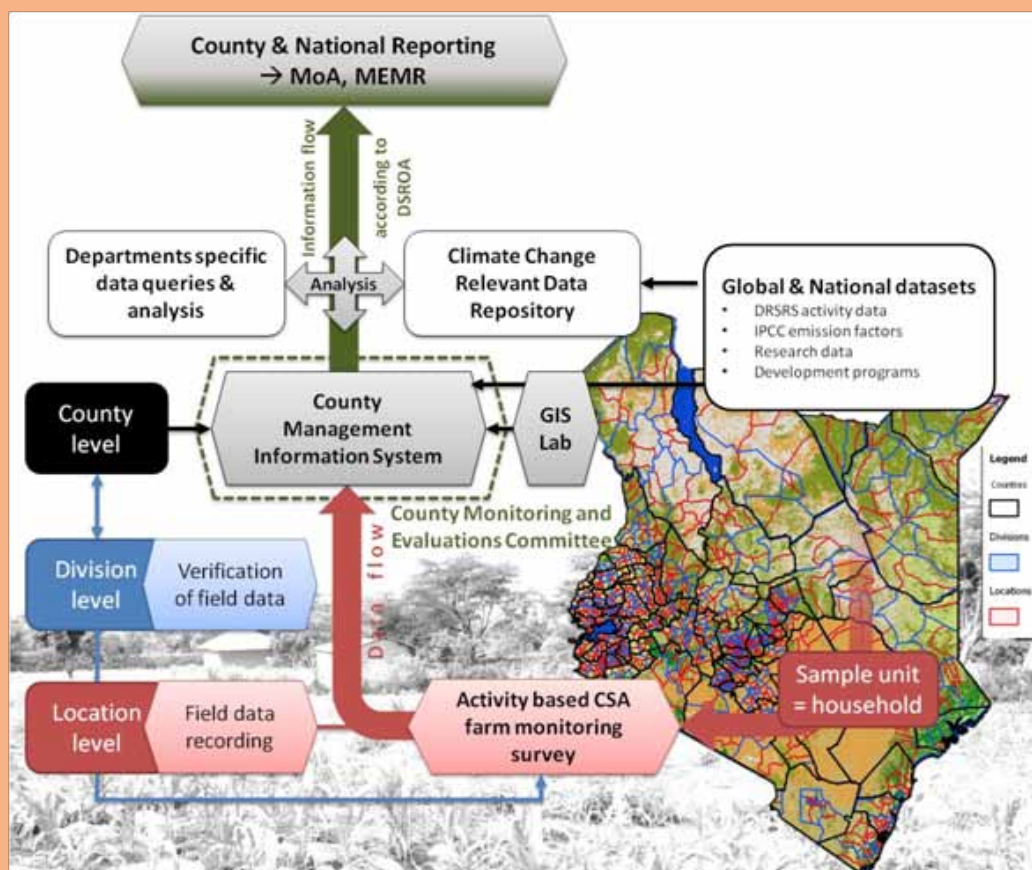 County & National Reporting
→ MoA, MEMR
Information flow
according to
DSROA
Departments specific
data queries &
analysis
Analysis
Climate Change
Relevant Data
Repository
Global & National datasets
• DRSRS activity data
• IPCC emission factors
• Research data
• Development programs
County
level
County
Management
Information System
GIS
Lab
County Monitoring and
Evaluations Committee
Legend
Counties
Divisions
Locations
Division
level
Verification
of field data
Data flow
Location
level
Field data
recording
Activity based CSA
farm monitoring
survey
Sample unit
= household